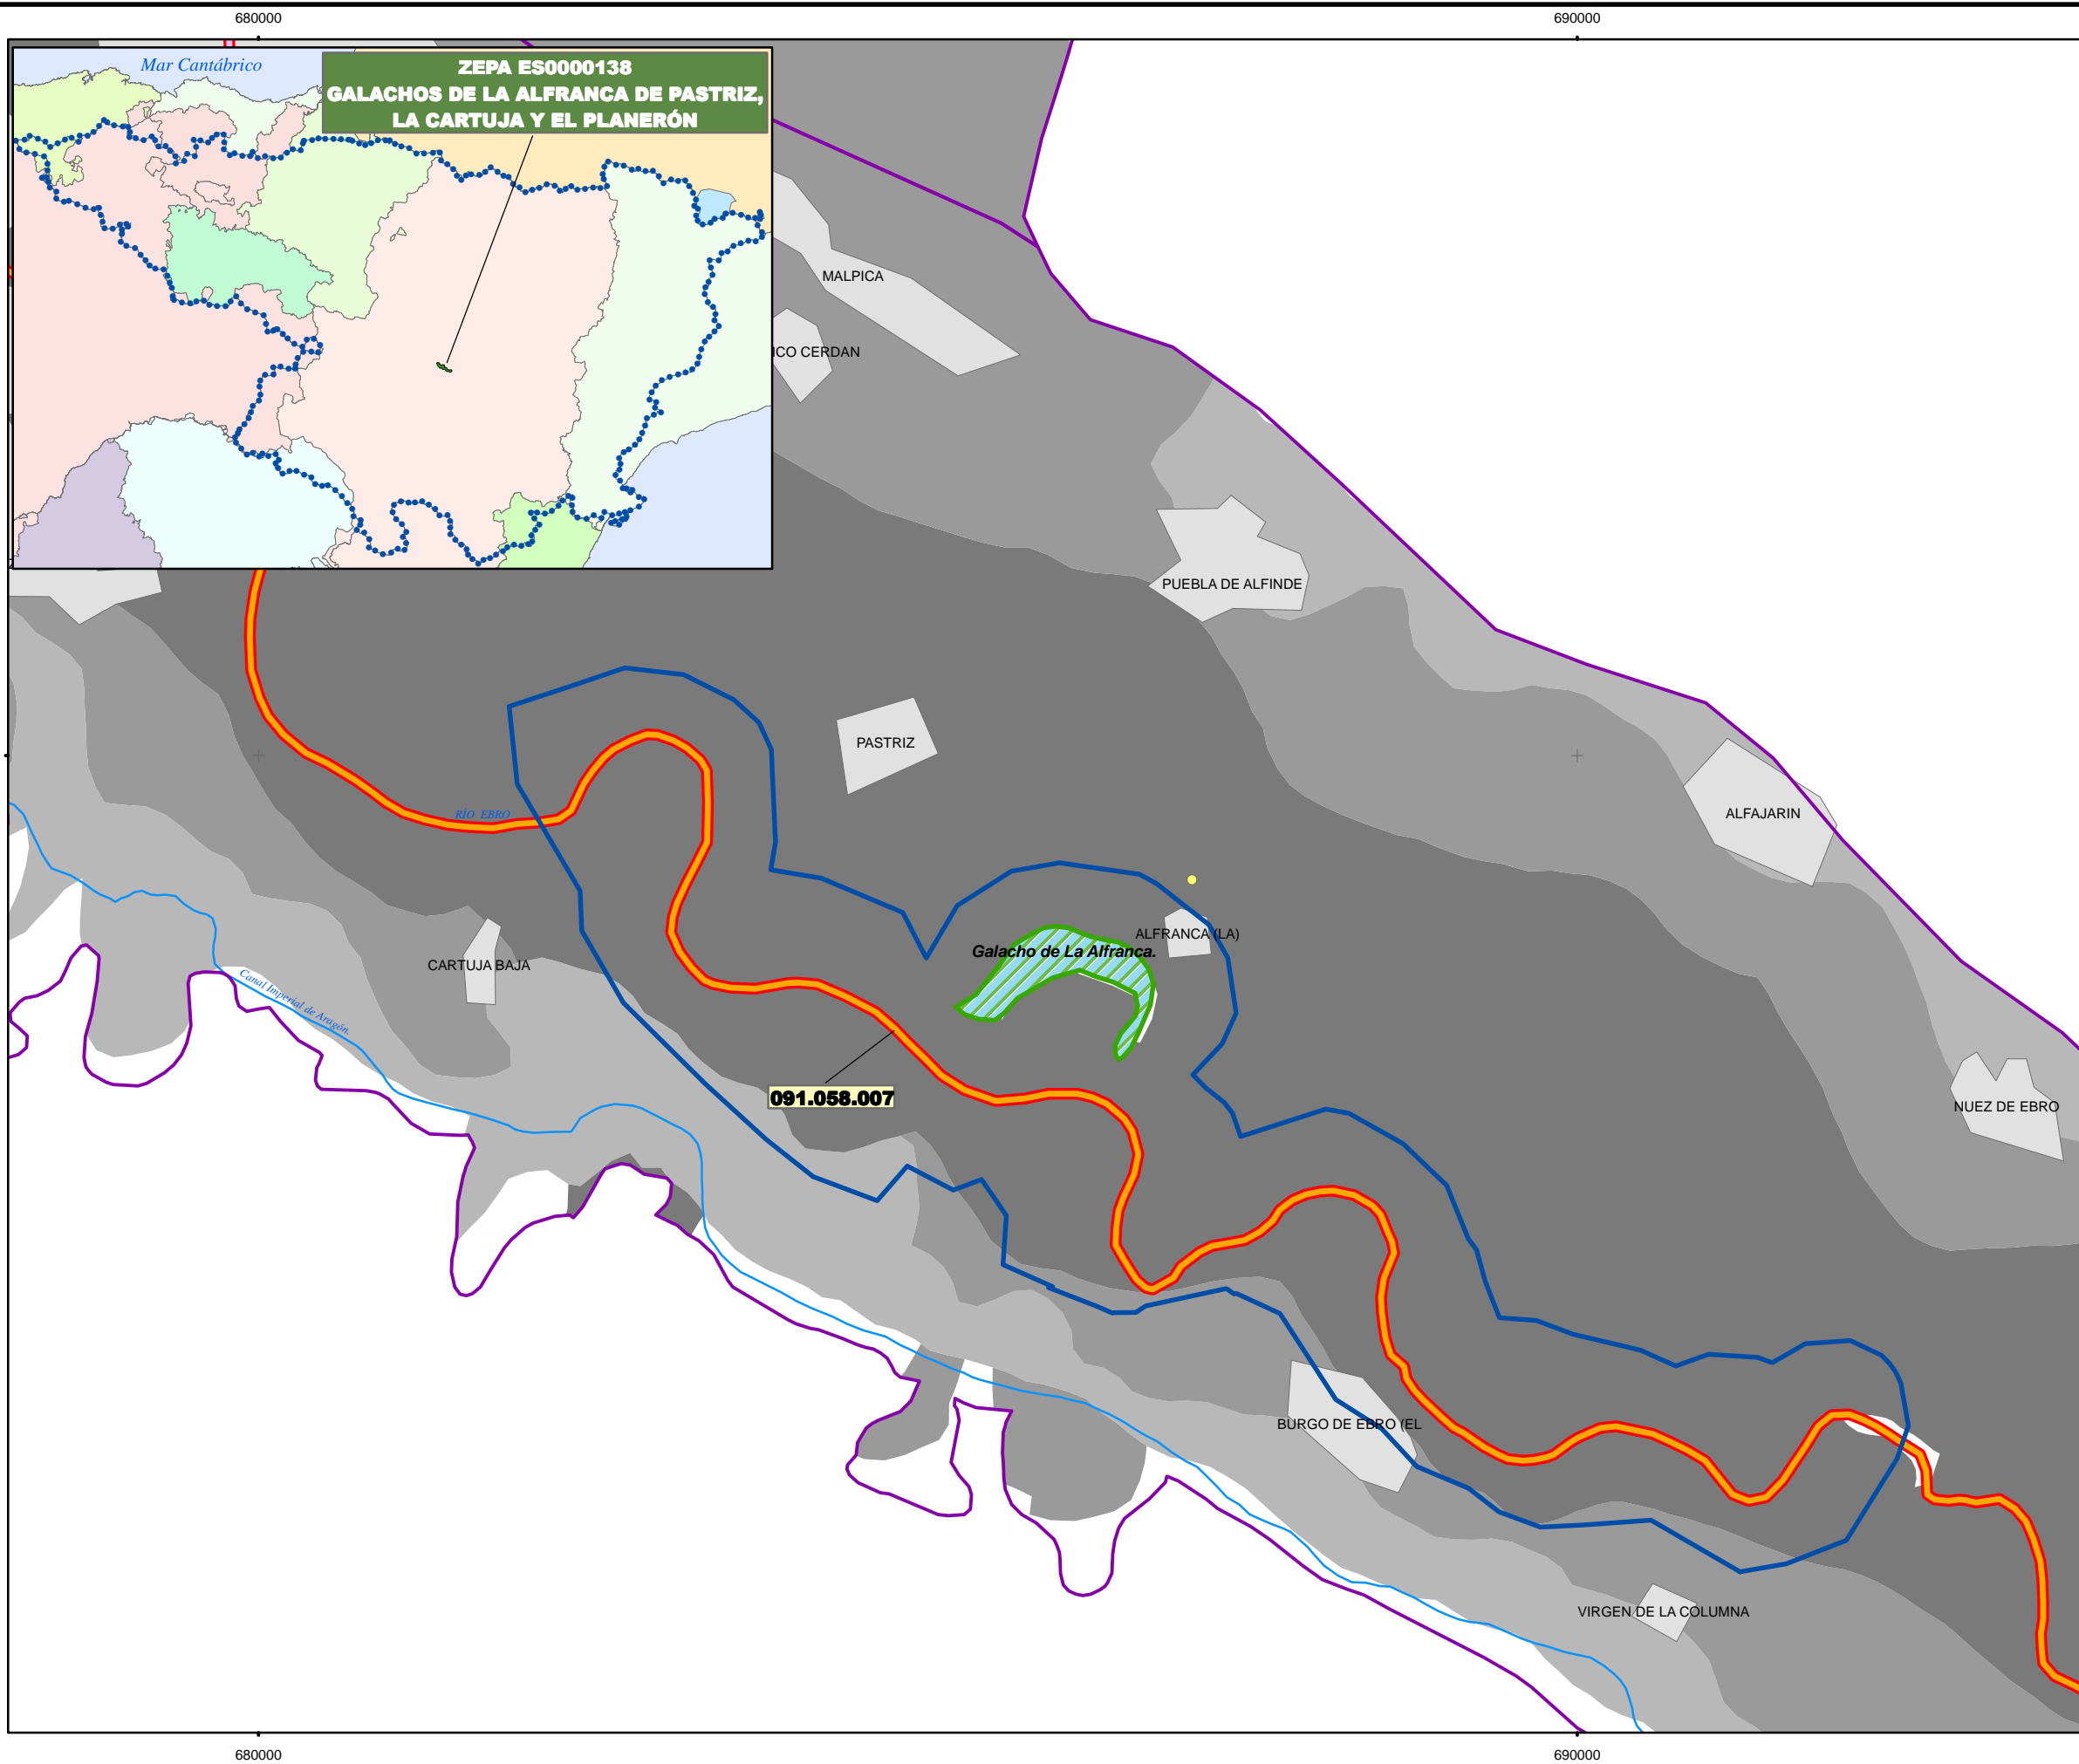 680000
690000
Mar Cantábrico
ZEPA ES0000138
GALACHOS DE LA ALFRANCA DE PASTRIZ,
LA CARTUJA Y EL PLANERÓN
MALPICA
ICO CERDAN
PUEBLA DE ALFINDE
PASTRIZ
RÍO EBRO
ALFAJARIN
ALFRANCA (LA)
Galacho de La Alfranca.
CARTUJA BAJA
Canal Imperial de Aragón.
091.058.007
NUEZ DE EBRO
BURGO DE EBRO (EL
VIRGEN DE LA COLUMNA
680000
690000